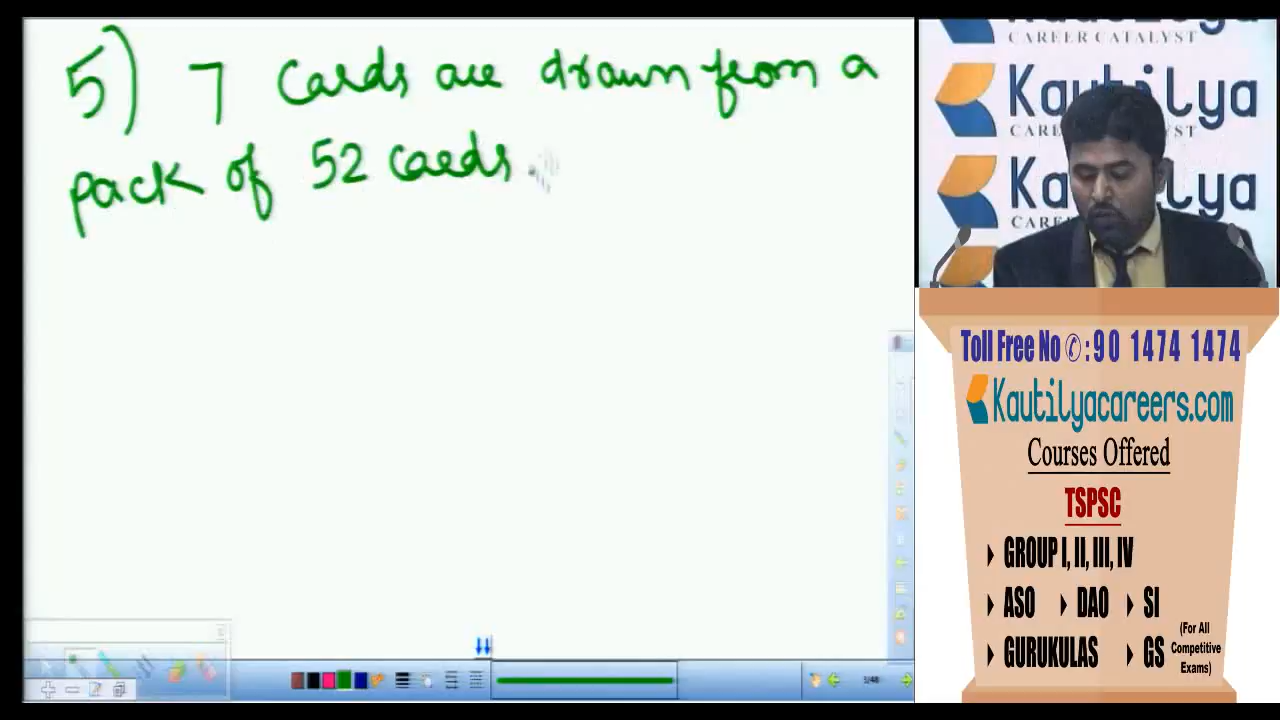 5) 7 cards are drawn from a
pack of 52 cards.
Kautilya
CAREER CATALYST
Kautilya
CAREER CATALYST
Kautilya
CAREER
Toll Free No ✆:90 1474 1474
Kautilyacareers.com
Courses Offered
TSPSC
GROUP I, II, III, IV
ASO DAO SI
GURUKULAS GS
(For All
Competitive
Exams)